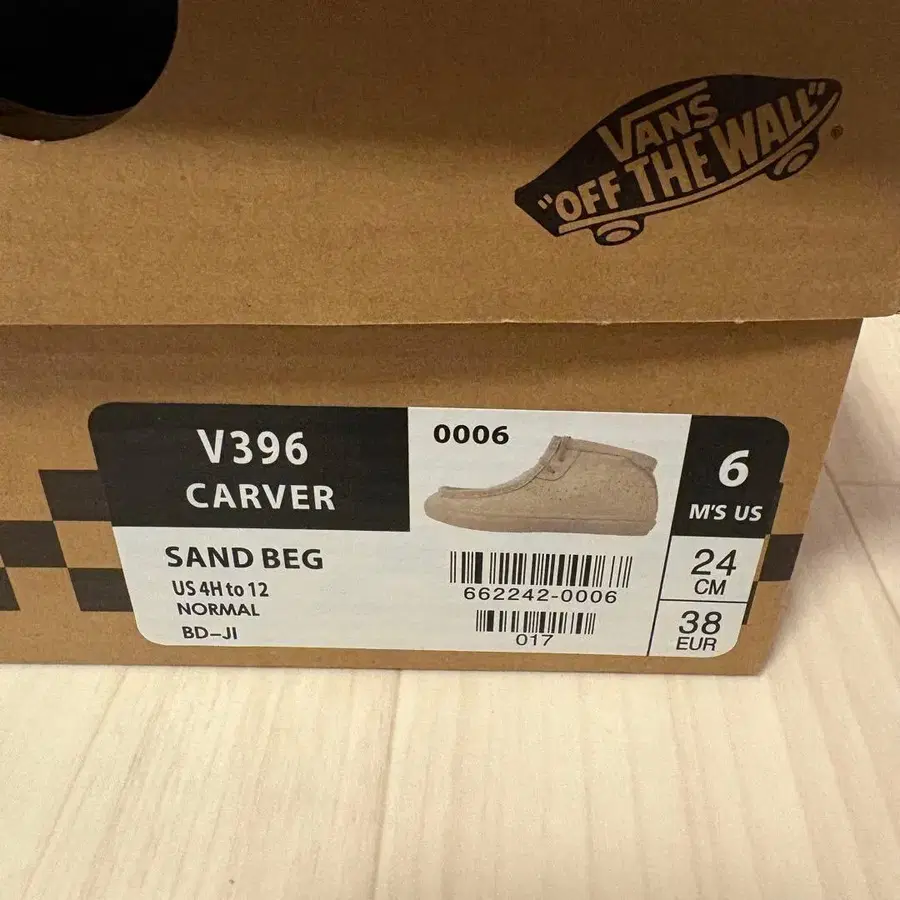 VANS
"OFF THE WALL"
®
V396
CARVER
0006
6
M'S US
SAND BEG
US 4H to 12
NORMAL
BD-JI
662242-0006
017
24
CM
38
EUR